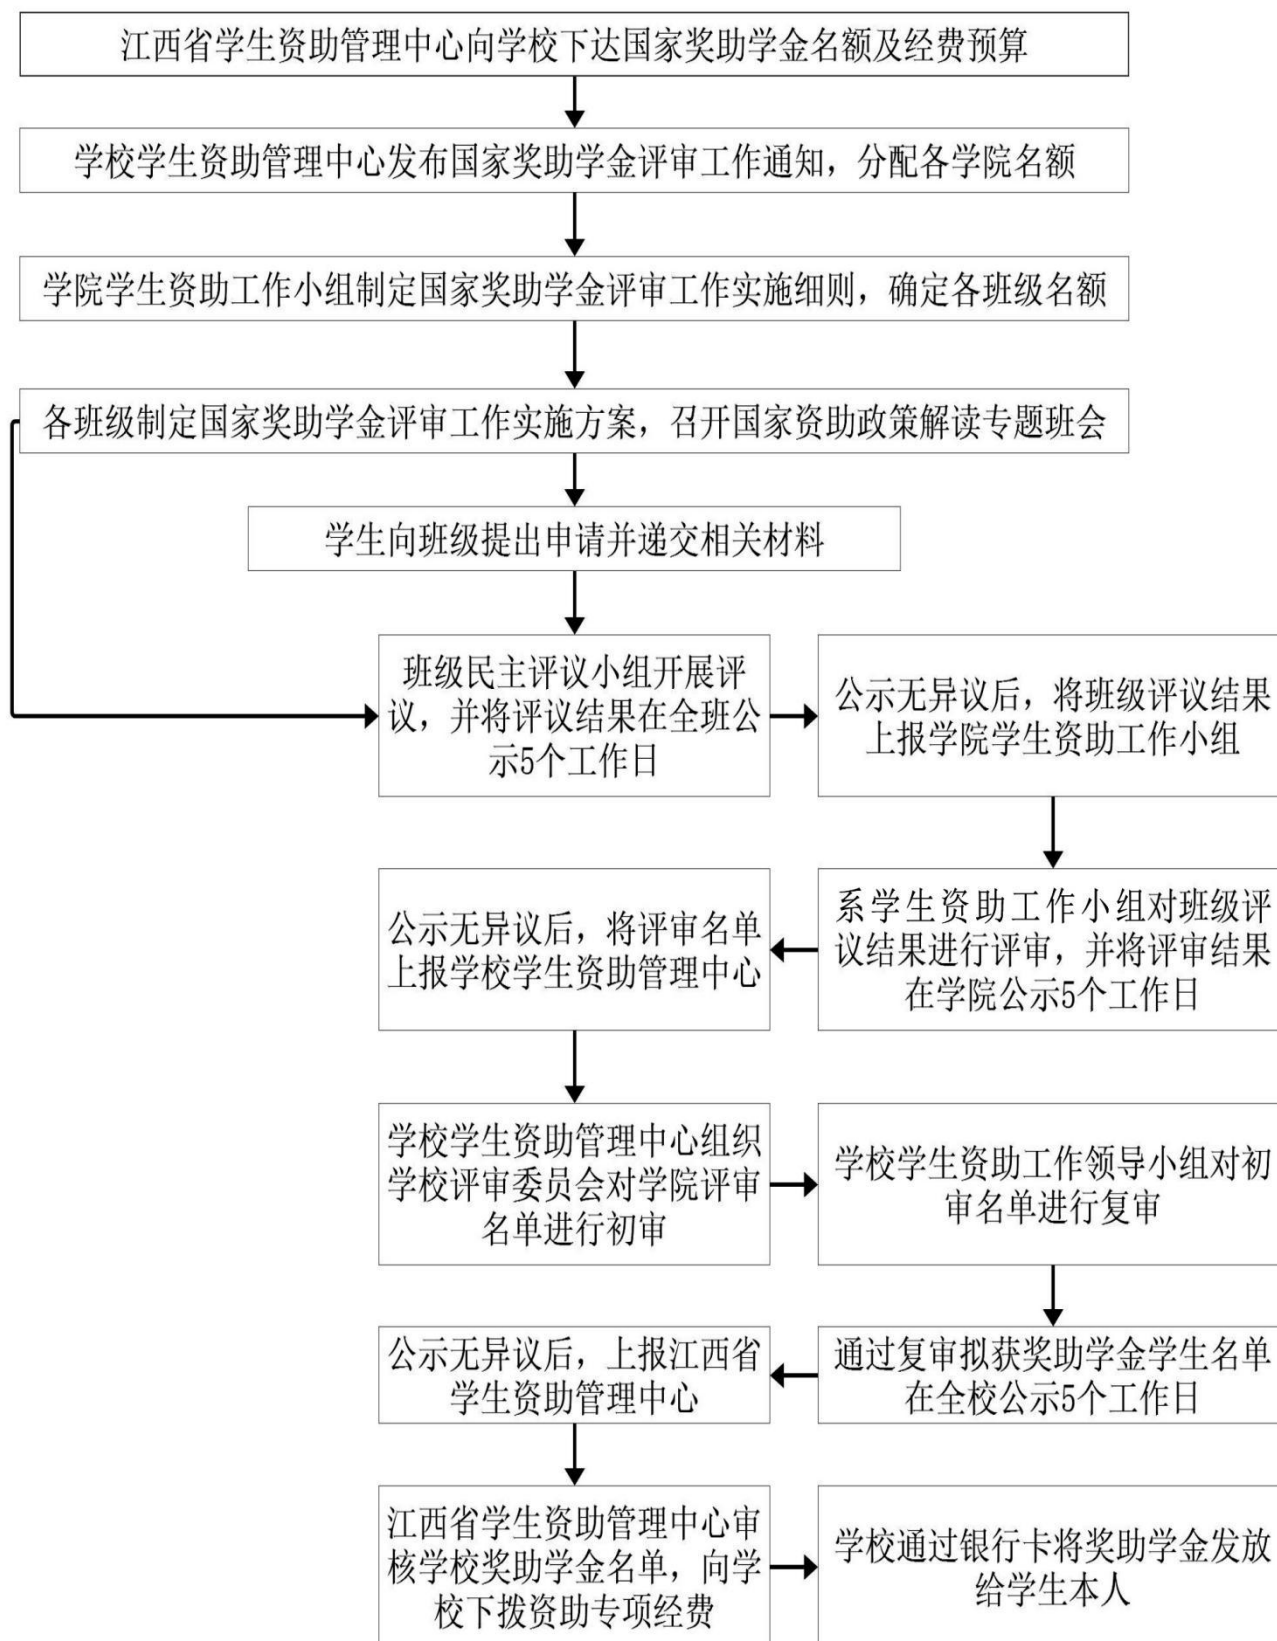 江西省学生资助管理中心向学校下达国家奖助学金名额及经费预算
学校学生资助管理中心发布国家奖助学金评审工作通知，分配各学院名额
学院学生资助工作小组制定国家奖助学金评审工作实施细则，确定各班级名额
各班级制定国家奖助学金评审工作实施方案，召开国家资助政策解读专题班会
学生向班级提出申请并递交相关材料
班级民主评议小组开展评
议，并将评议结果在全班公
示5个工作日
公示无异议后，将班级评议结果
上报学院学生资助工作小组
系学生资助工作小组对班级评
议结果进行评审，并将评审结果
在学院公示5个工作日
公示无异议后，将评审名单
上报学校学生资助管理中心
学校学生资助管理中心组织
学校评审委员会对学院评审
名单进行初审
学校学生资助工作领导小组对初
审名单进行复审
通过复审拟获奖助学金学生名单
在全校公示5个工作日
公示无异议后，上报江西省
学生资助管理中心
江西省学生资助管理中心审
核学校奖助学金名单，向学
校下拨资助专项经费
学校通过银行卡将奖助学金发放
给学生本人